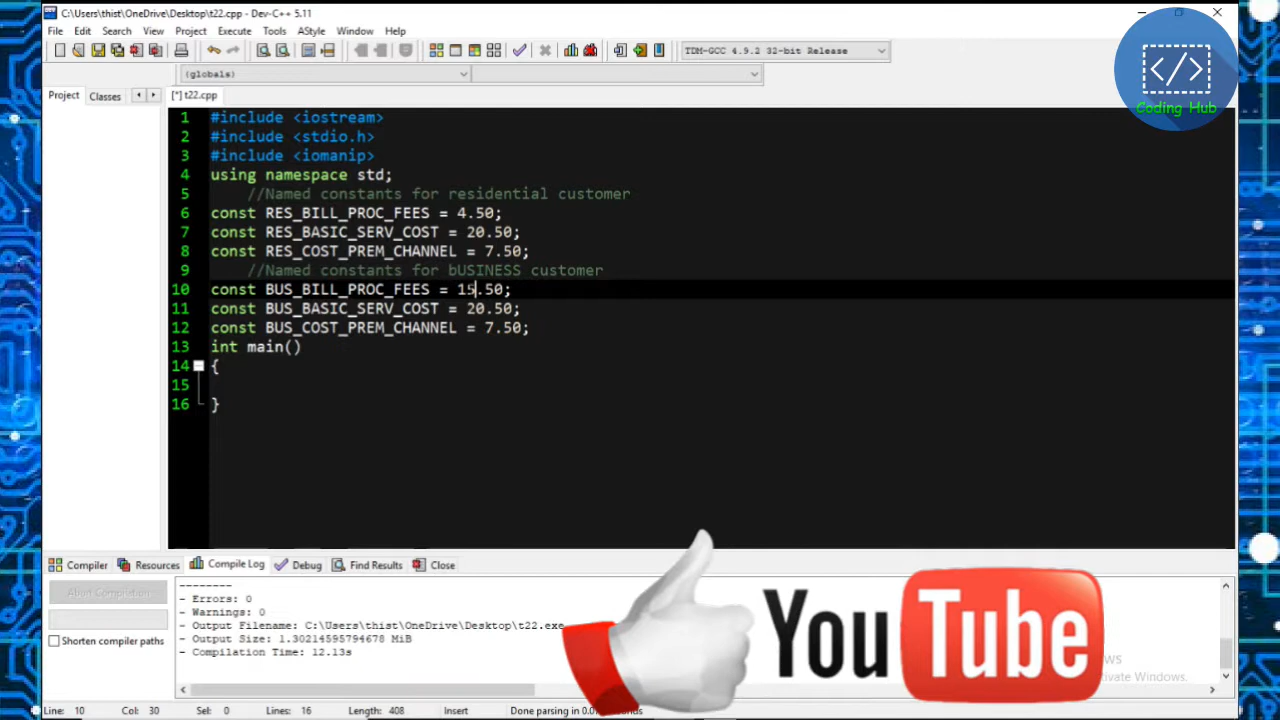 C:\Users\thist\OneDrive\Desktop\t22.cpp - Dev-C++ 5.11
File Edit Search View Project Execute Tools AStyle Window Help
TDM-GCC 4.9.2 32-bit Release
(globals)
Project Classes [*] t22.cpp
Coding Hub
1 #include <iostream>
2 #include <stdio.h>
3 #include <iomanip>
4 using namespace std;
5 //Named constants for residential customer
6 const RES_BILL_PROC_FEES = 4.50;
7 const RES_BASIC_SERV_COST = 20.50;
8 const RES_COST_PREM_CHANNEL = 7.50;
9 //Named constants for bUSINESS customer
10 const BUS_BILL_PROC_FEES = 15.50;
11 const BUS_BASIC_SERV_COST = 20.50;
12 const BUS_COST_PREM_CHANNEL = 7.50;
13 int main()
14 {
15
16 }
Compiler Resources Compile Log Debug Find Results Close
Abort Compilation
Shorten compiler paths
--------
- Errors: 0
- Warnings: 0
- Output Filename: C:\Users\thist\OneDrive\Desktop\t22.exe
- Output Size: 1.30214595794678 MiB
- Compilation Time: 12.13s
YouTube
Line: 10 Col: 30 Sel: 0 Lines: 16 Length: 408 Insert Done parsing in